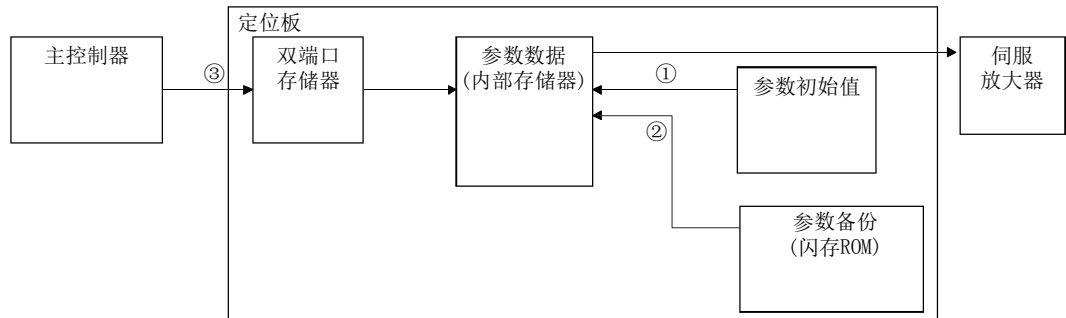 定位板
主控制器
③
双端口
存储器
参数数据
(内部存储器)
①
②
参数初始值
伺服
放大器
参数备份
(闪存ROM)